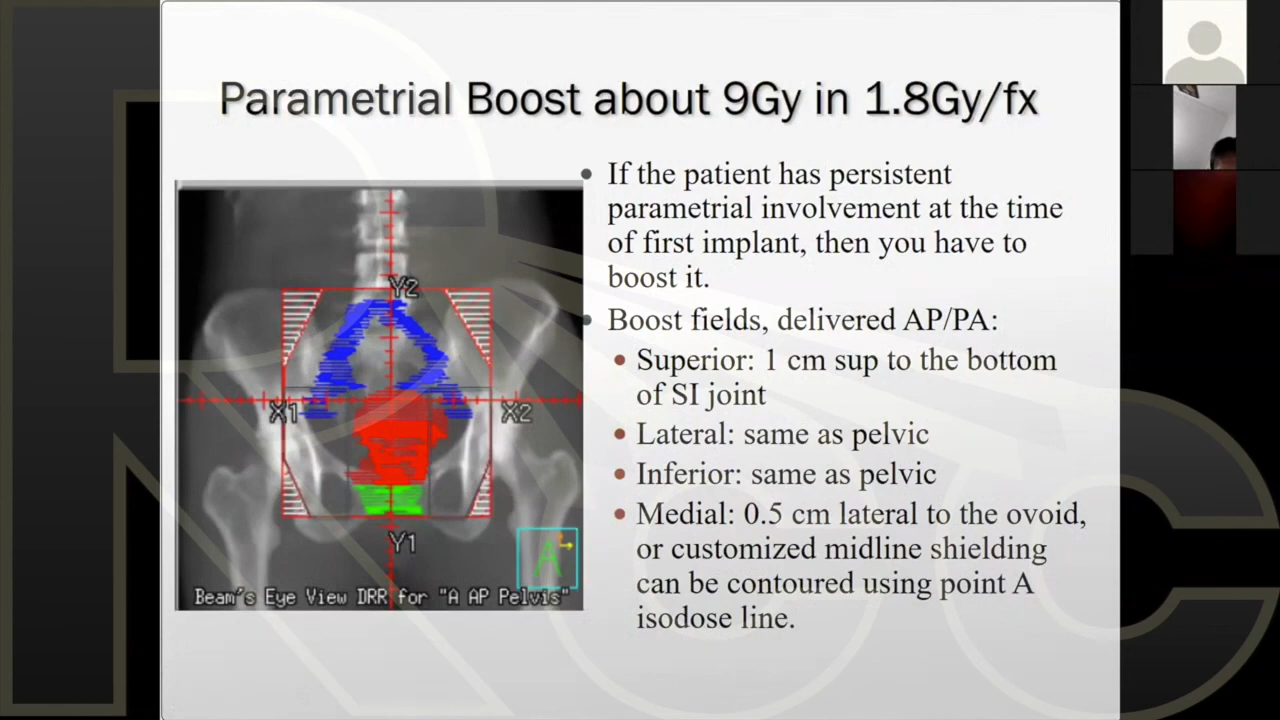 Parametrial Boost about 9Gy in 1.8Gy/fx
• If the patient has persistent
parametrial involvement at the time
of first implant, then you have to
boost it.
• Boost fields, delivered AP/PA:
• Superior: 1 cm sup to the bottom
of SI joint
• Lateral: same as pelvic
• Inferior: same as pelvic
• Medial: 0.5 cm lateral to the ovoid,
or customized midline shielding
can be contoured using point A
isodose line.
Y2
X1
X2
Y1
A
Beam's Eye View DRR for "A AP Pelvis"